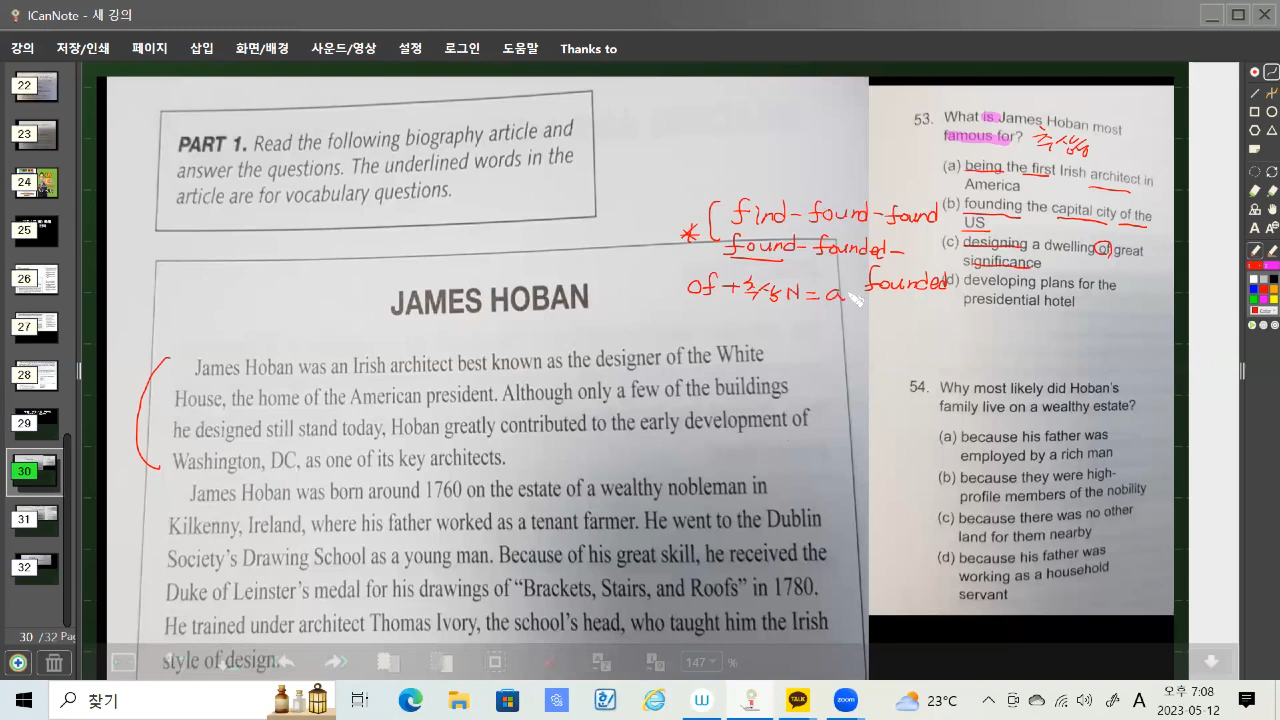 ICanNote - 새 강의
강의 저장/인쇄 페이지 삽입 화면/배경 사운드/영상 설정 로그인 도움말 Thanks to
22
23
24
25
26
28
29
30
31
32
30 / 32 Page
PART 1. Read the following biography article and
answer the questions. The underlined words in the
article are for vocabulary questions.
* find - found - found
found - founded -
founded
of + N = a
JAMES HOBAN
James Hoban was an Irish architect best known as the designer of the White
House, the home of the American president. Although only a few of the buildings
he designed still stand today, Hoban greatly contributed to the early development of
Washington, DC, as one of its key architects.
James Hoban was born around 1760 on the estate of a wealthy nobleman in
Kilkenny, Ireland, where his father worked as a tenant farmer. He went to the Dublin
Society's Drawing School as a young man. Because of his great skill, he received the
Duke of Leinster's medal for his drawings of "Brackets, Stairs, and Roofs" in 1780.
He trained under architect Thomas Ivory, the school's head, who taught him the Irish
style of design.
53. What is James Hoban most
famous for?
(a) being the first Irish architect in
America
(b) founding the capital city of the
US
(c) designing a dwelling of great
significance
(d) developing plans for the
presidential hotel
54. Why most likely did Hoban's
family live on a wealthy estate?
(a) because his father was
employed by a rich man
(b) because they were high-
profile members of the nobility
(c) because there was no other
land for them nearby
(d) because his father was
working as a household
servant
147 %
Color
찾기
23°C
A
오후 7:08
2023-05-12